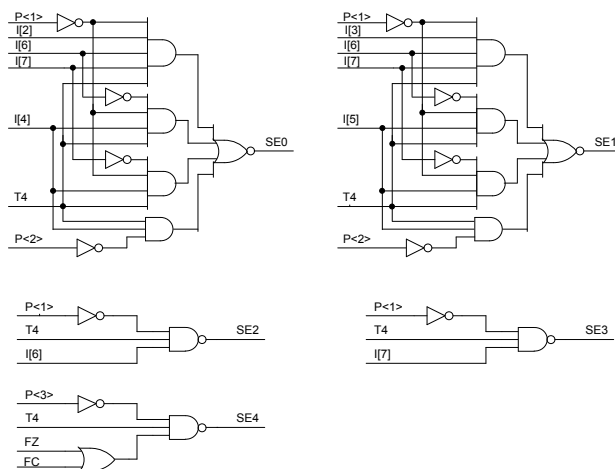 P<1>
I[2]
I[6]
I[7]
I[4]
SE0
T4
P<2>
P<1>
I[3]
I[6]
I[7]
I[5]
SE1
T4
P<2>
P<1>
T4
I[6]
SE2
P<1>
T4
I[7]
SE3
P<3>
T4
FZ
FC
SE4